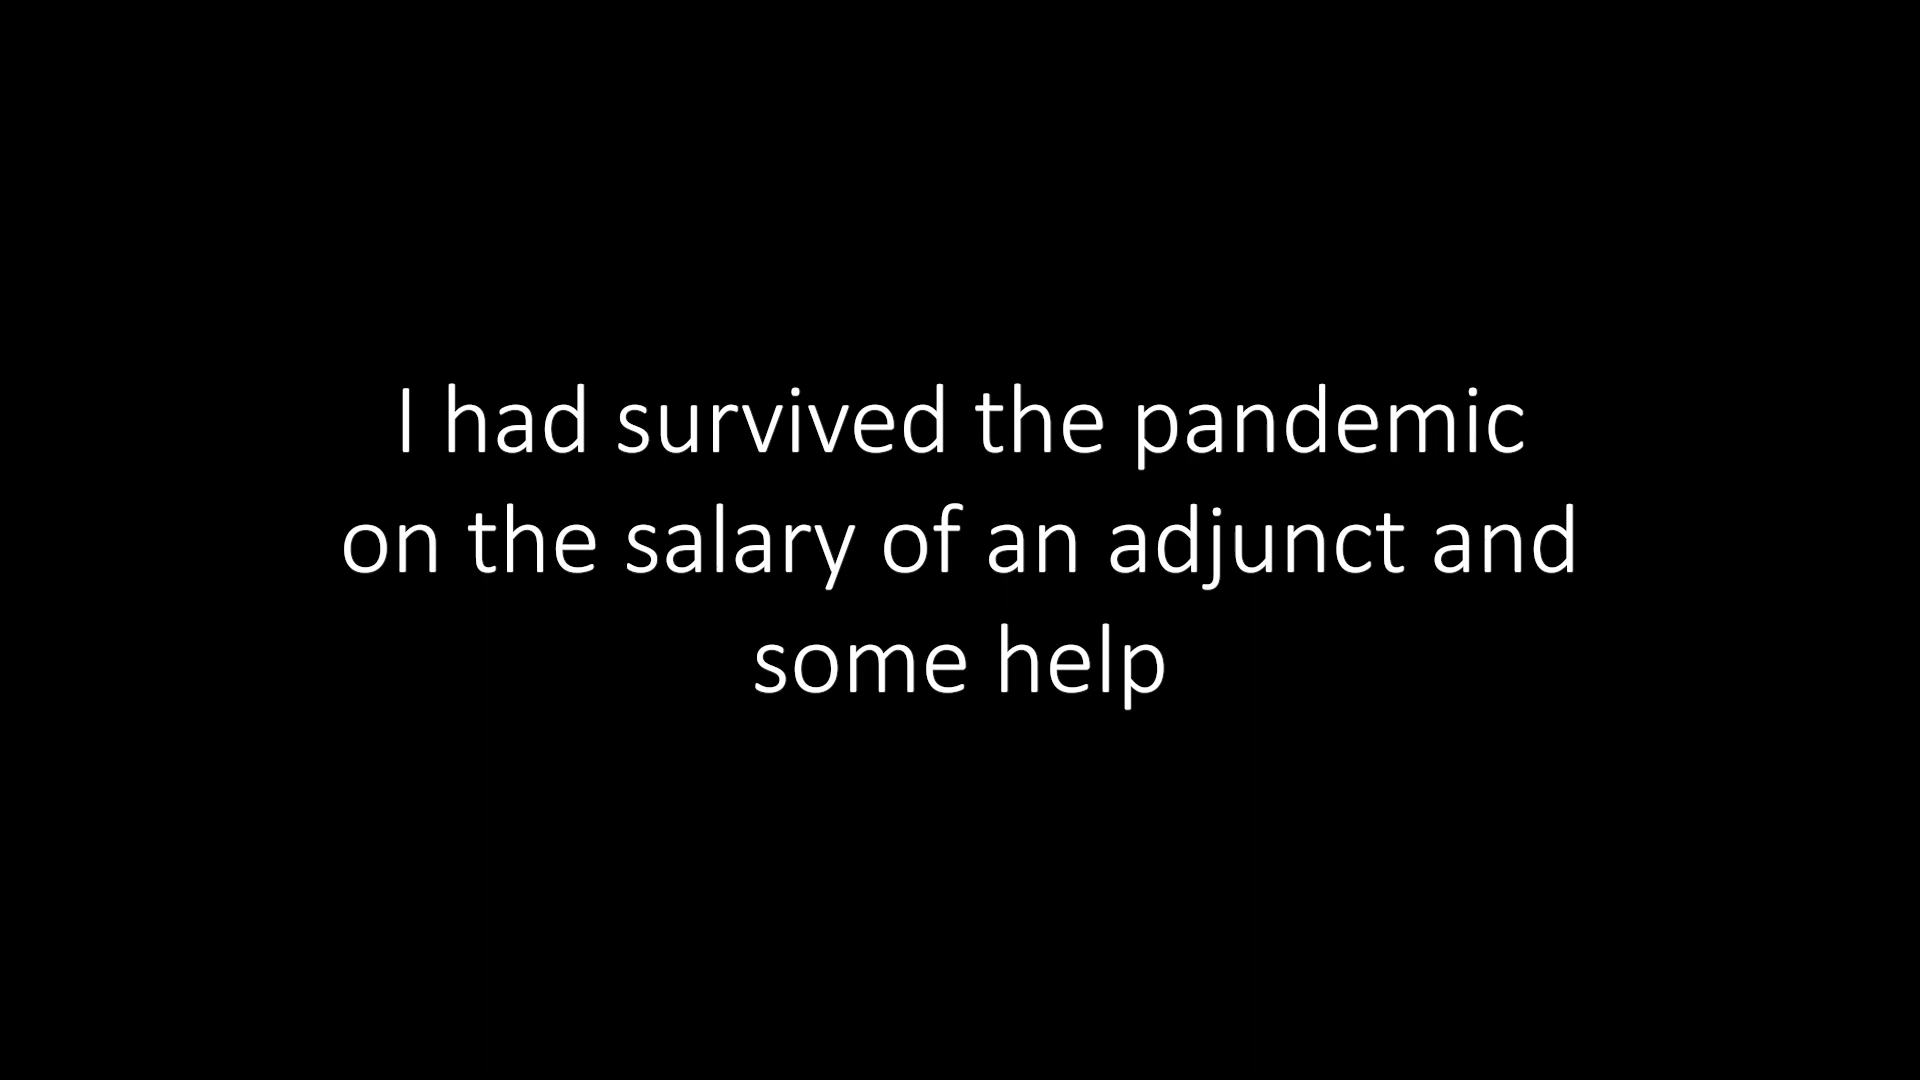 I had survived the pandemic
on the salary of an adjunct and
some help